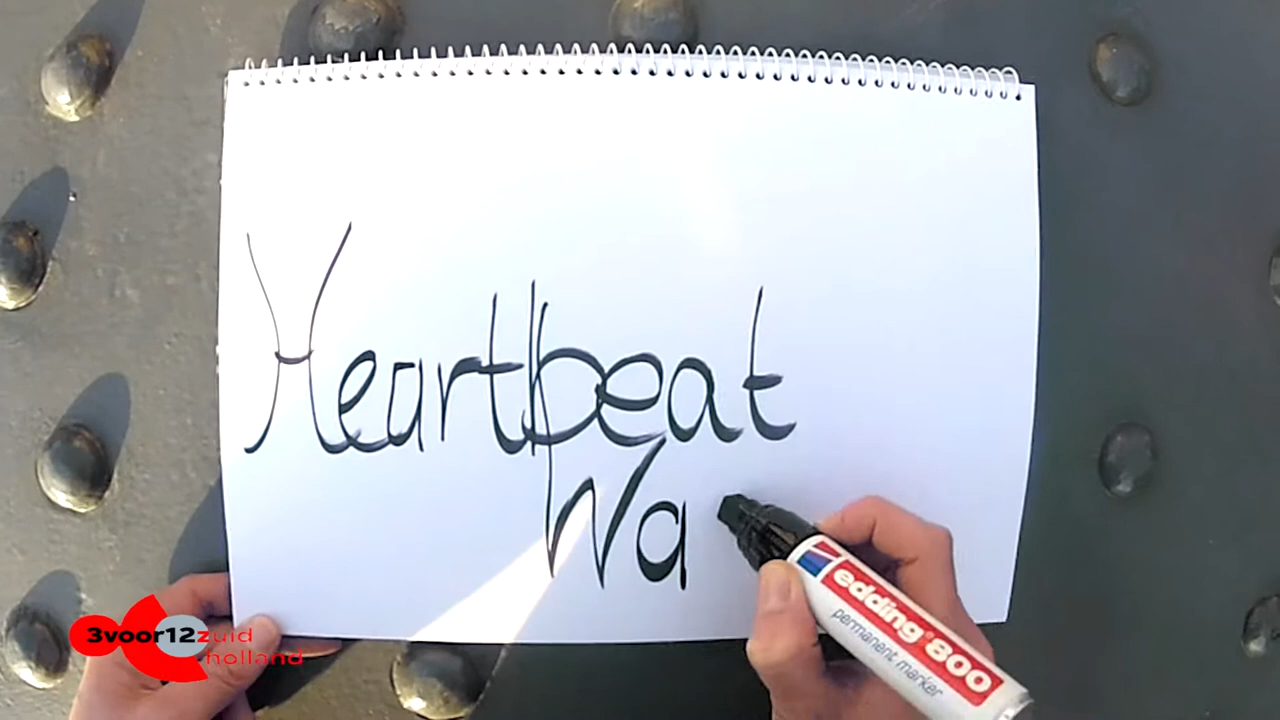 Heartbeat
Wa
edding® 800
permanent marker
3voor12zuid
holland